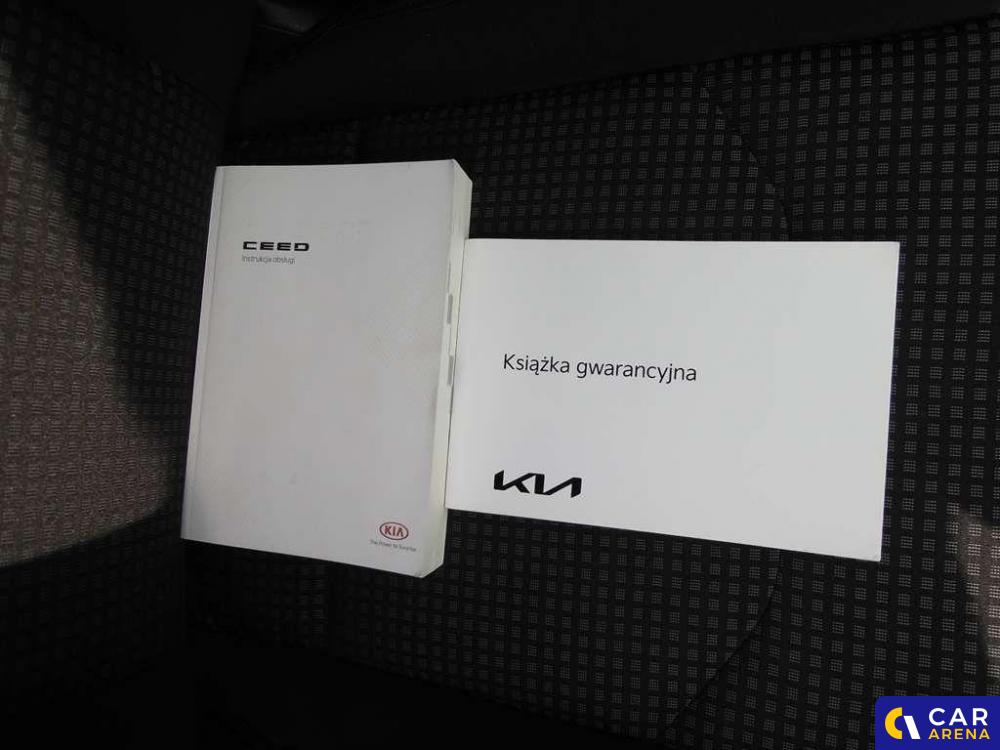 CEED
Instrukcja obsługi
KIA
The Power to Surprise
Książka gwarancyjna
KIA
CAR
ARENA